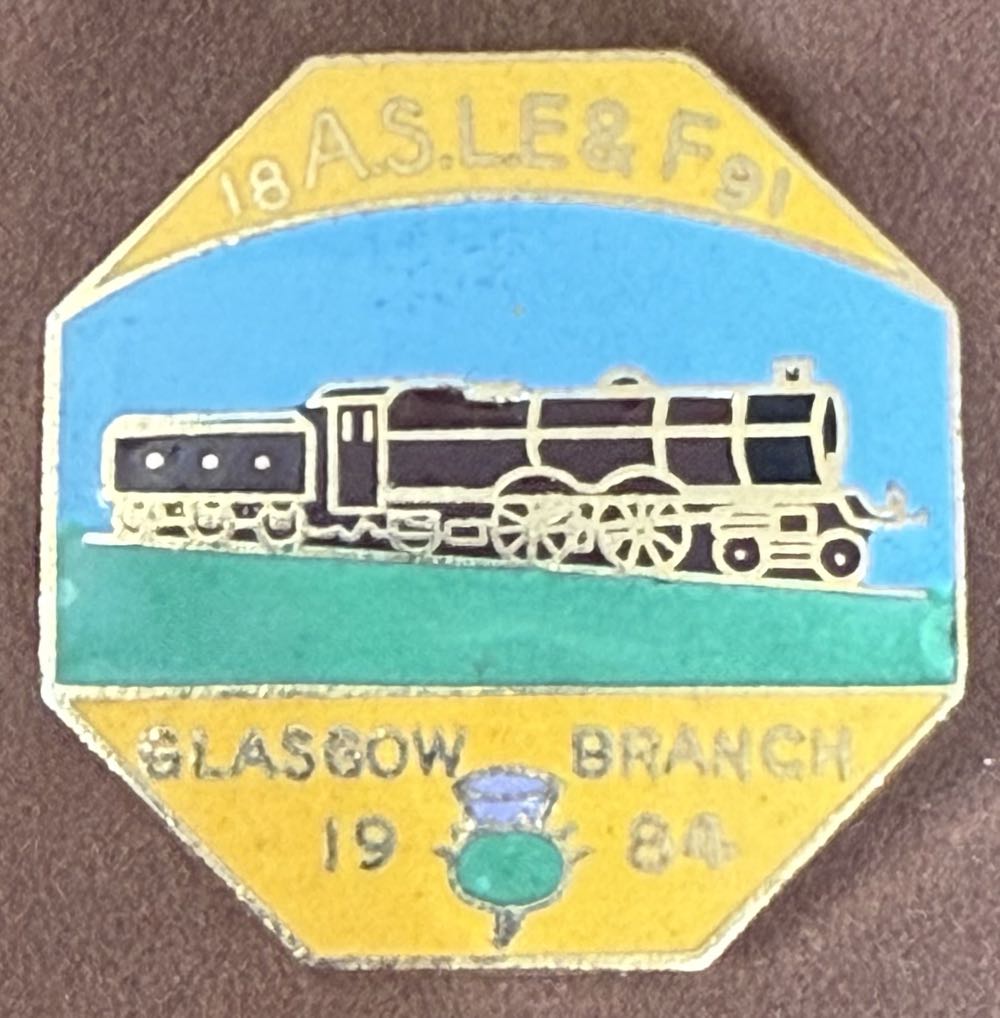 18 A.S.L.E & F 91
GLASGOW BRANCH
19 84